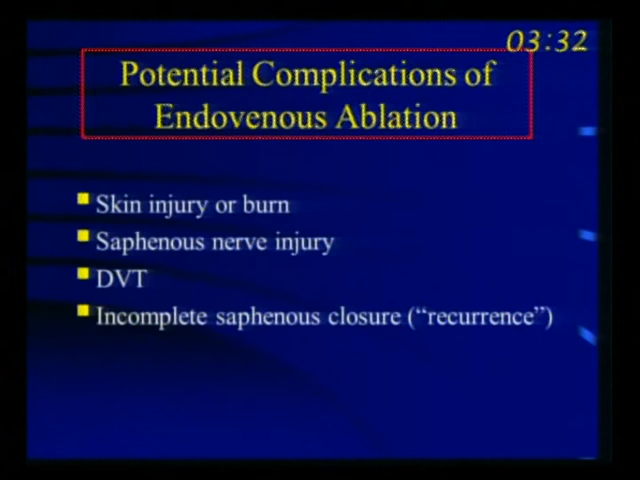 03:32
Potential Complications of
Endovenous Ablation
Skin injury or burn
Saphenous nerve injury
DVT
Incomplete saphenous closure (“recurrence”)